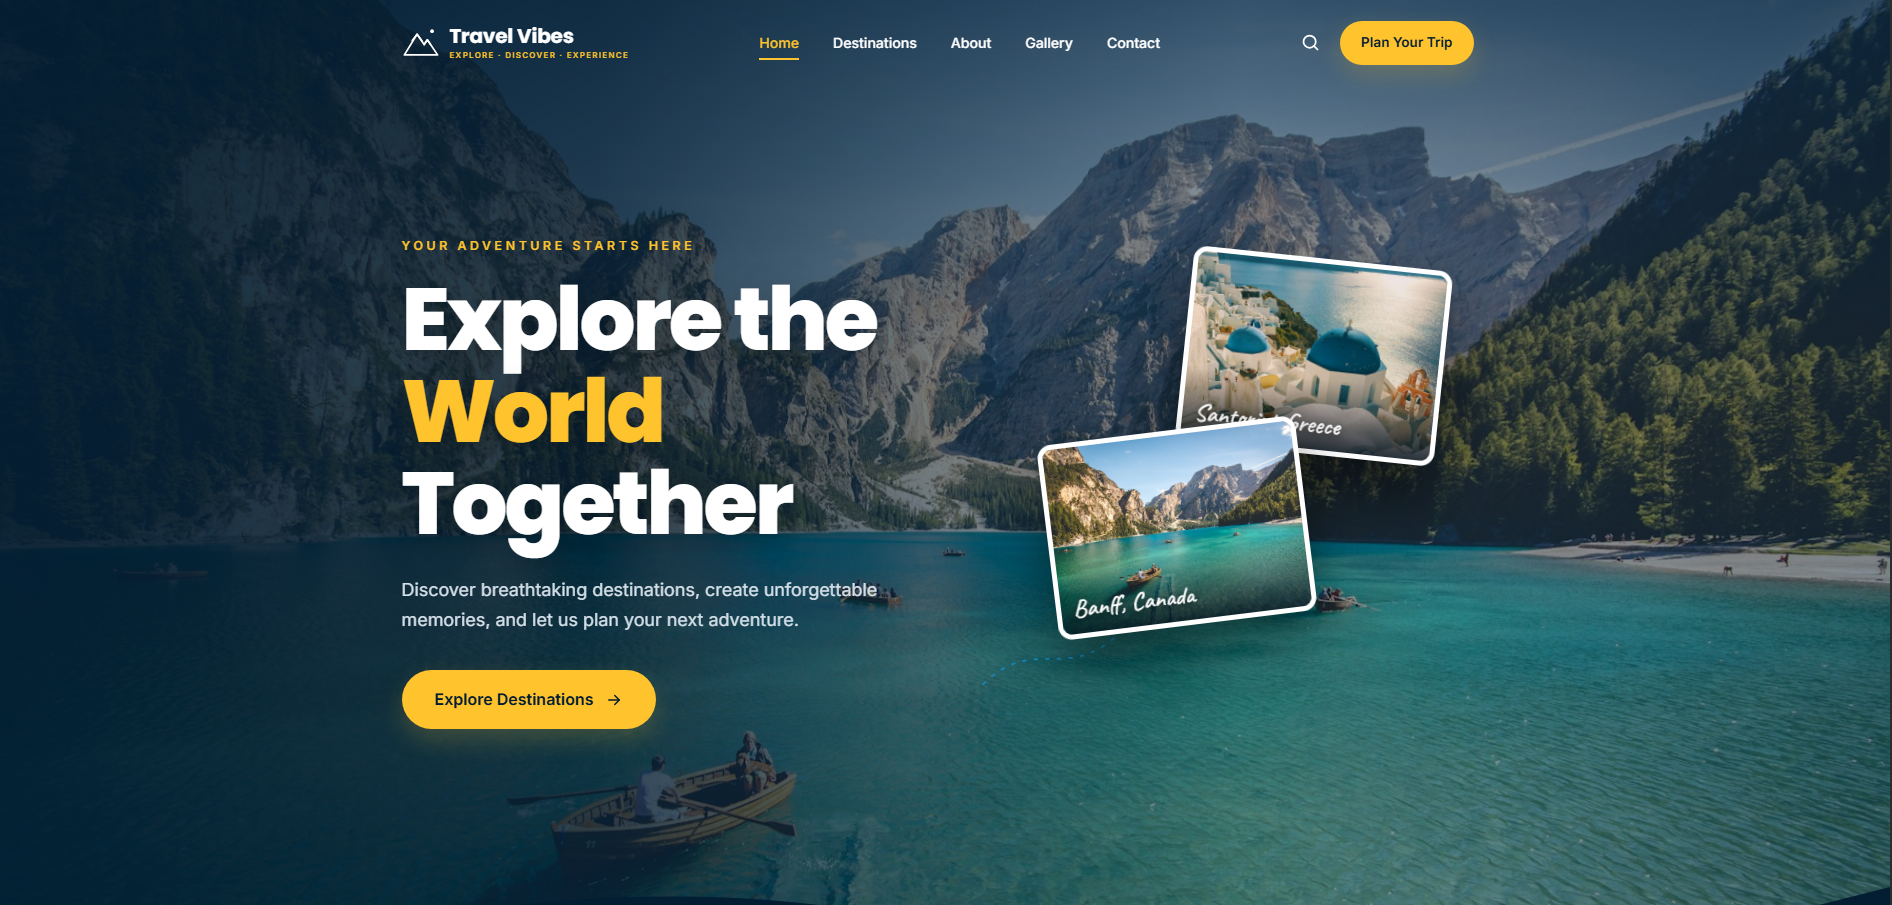 Travel Vibes
EXPLORE · DISCOVER · EXPERIENCE
Home
Destinations
About
Gallery
Contact
Plan Your Trip
YOUR ADVENTURE STARTS HERE
Explore the
World
Together
Discover breathtaking destinations, create unforgettable
memories, and let us plan your next adventure.
Explore Destinations →
Greece
Banff, Canada